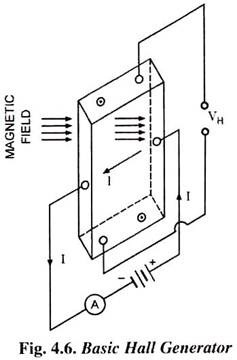 MAGNETIC
FIELD
V_H
I
I
I
A
- +
Fig. 4.6. Basic Hall Generator